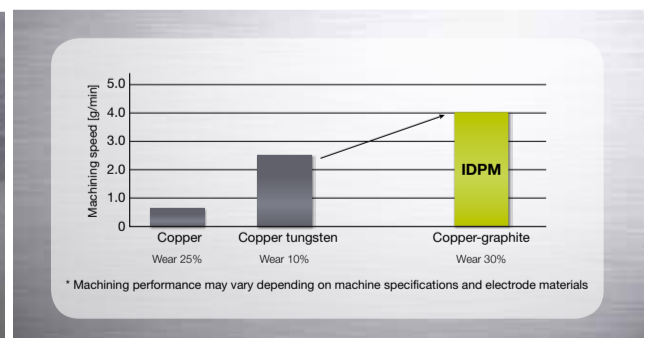 Machining speed [g/min]
5.0
4.0
3.0
2.0
1.0
0
IDPM
Copper Copper tungsten Copper-graphite
Wear 25% Wear 10% Wear 30%
* Machining performance may vary depending on machine specifications and electrode materials